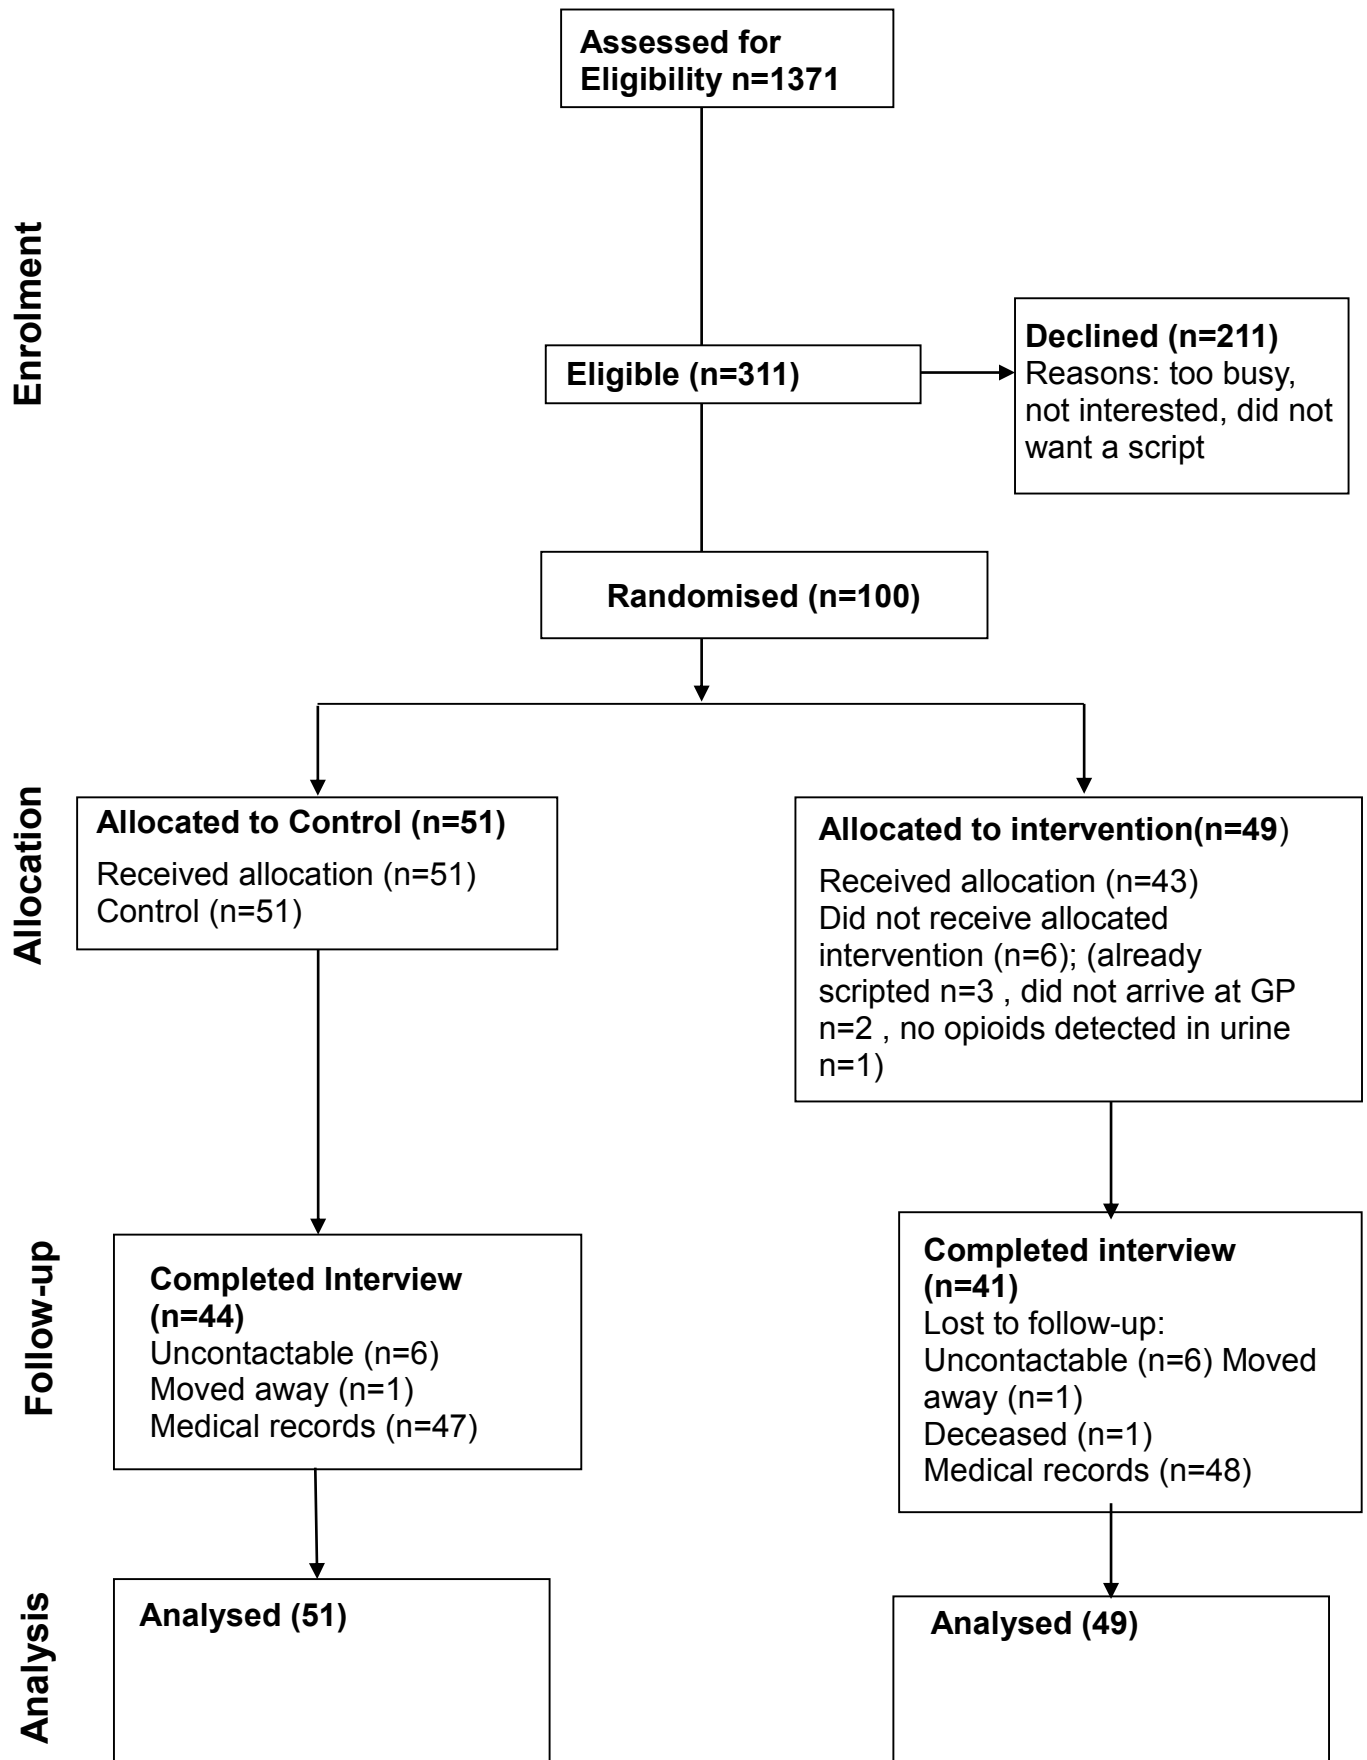 Assessed for
Eligibility n=1371
Enrolment
Eligible (n=311)
Declined (n=211)
Reasons: too busy,
not interested, did not
want a script
Randomised (n=100)
Allocation
Allocated to Control (n=51)
Received allocation (n=51)
Control (n=51)
Allocated to intervention(n=49)
Received allocation (n=43)
Did not receive allocated
intervention (n=6); (already
scripted n=3 , did not arrive at GP
n=2 , no opioids detected in urine
n=1)
Follow-up
Completed Interview
(n=44)
Uncontactable (n=6)
Moved away (n=1)
Medical records (n=47)
Completed interview
(n=41)
Lost to follow-up:
Uncontactable (n=6) Moved
away (n=1)
Deceased (n=1)
Medical records (n=48)
Analysis
Analysed (51)
Analysed (49)